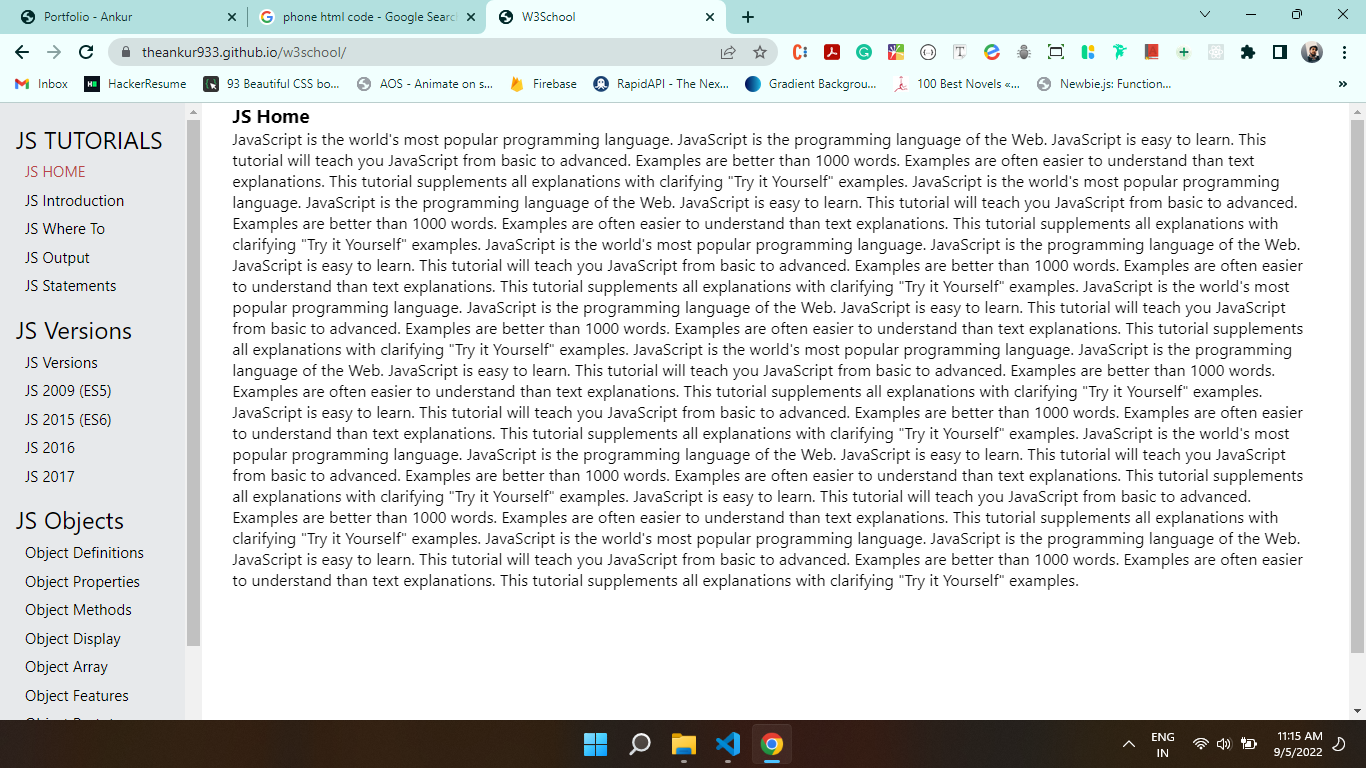 Portfolio - Ankur
phone html code - Google Searc
W3School
theankur933.github.io/w3school/
Inbox
HackerResume
93 Beautiful CSS bo...
AOS - Animate on s...
Firebase
RapidAPI - The Nex...
Gradient Backgrou...
100 Best Novels «...
Newbie.js: Function...
»
JS TUTORIALS
JS HOME
JS Introduction
JS Where To
JS Output
JS Statements
JS Versions
JS Versions
JS 2009 (ES5)
JS 2015 (ES6)
JS 2016
JS 2017
JS Objects
Object Definitions
Object Properties
Object Methods
Object Display
Object Array
Object Features
JS Home
JavaScript is the world's most popular programming language. JavaScript is the programming language of the Web. JavaScript is easy to learn. This
tutorial will teach you JavaScript from basic to advanced. Examples are better than 1000 words. Examples are often easier to understand than text
explanations. This tutorial supplements all explanations with clarifying "Try it Yourself" examples. JavaScript is the world's most popular programming
language. JavaScript is the programming language of the Web. JavaScript is easy to learn. This tutorial will teach you JavaScript from basic to advanced.
Examples are better than 1000 words. Examples are often easier to understand than text explanations. This tutorial supplements all explanations with
clarifying "Try it Yourself" examples. JavaScript is the world's most popular programming language. JavaScript is the programming language of the Web.
JavaScript is easy to learn. This tutorial will teach you JavaScript from basic to advanced. Examples are better than 1000 words. Examples are often easier
to understand than text explanations. This tutorial supplements all explanations with clarifying "Try it Yourself" examples. JavaScript is the world's most
popular programming language. JavaScript is the programming language of the Web. JavaScript is easy to learn. This tutorial will teach you JavaScript
from basic to advanced. Examples are better than 1000 words. Examples are often easier to understand than text explanations. This tutorial supplements
all explanations with clarifying "Try it Yourself" examples. JavaScript is the world's most popular programming language. JavaScript is the programming
language of the Web. JavaScript is easy to learn. This tutorial will teach you JavaScript from basic to advanced. Examples are better than 1000 words.
Examples are often easier to understand than text explanations. This tutorial supplements all explanations with clarifying "Try it Yourself" examples.
JavaScript is easy to learn. This tutorial will teach you JavaScript from basic to advanced. Examples are better than 1000 words. Examples are often easier
to understand than text explanations. This tutorial supplements all explanations with clarifying "Try it Yourself" examples. JavaScript is the world's most
popular programming language. JavaScript is the programming language of the Web. JavaScript is easy to learn. This tutorial will teach you JavaScript
from basic to advanced. Examples are better than 1000 words. Examples are often easier to understand than text explanations. This tutorial supplements
all explanations with clarifying "Try it Yourself" examples. JavaScript is easy to learn. This tutorial will teach you JavaScript from basic to advanced.
Examples are better than 1000 words. Examples are often easier to understand than text explanations. This tutorial supplements all explanations with
clarifying "Try it Yourself" examples. JavaScript is the world's most popular programming language. JavaScript is the programming language of the Web.
JavaScript is easy to learn. This tutorial will teach you JavaScript from basic to advanced. Examples are better than 1000 words. Examples are often easier
to understand than text explanations. This tutorial supplements all explanations with clarifying "Try it Yourself" examples.
ENG
IN
11:15 AM
9/5/2022